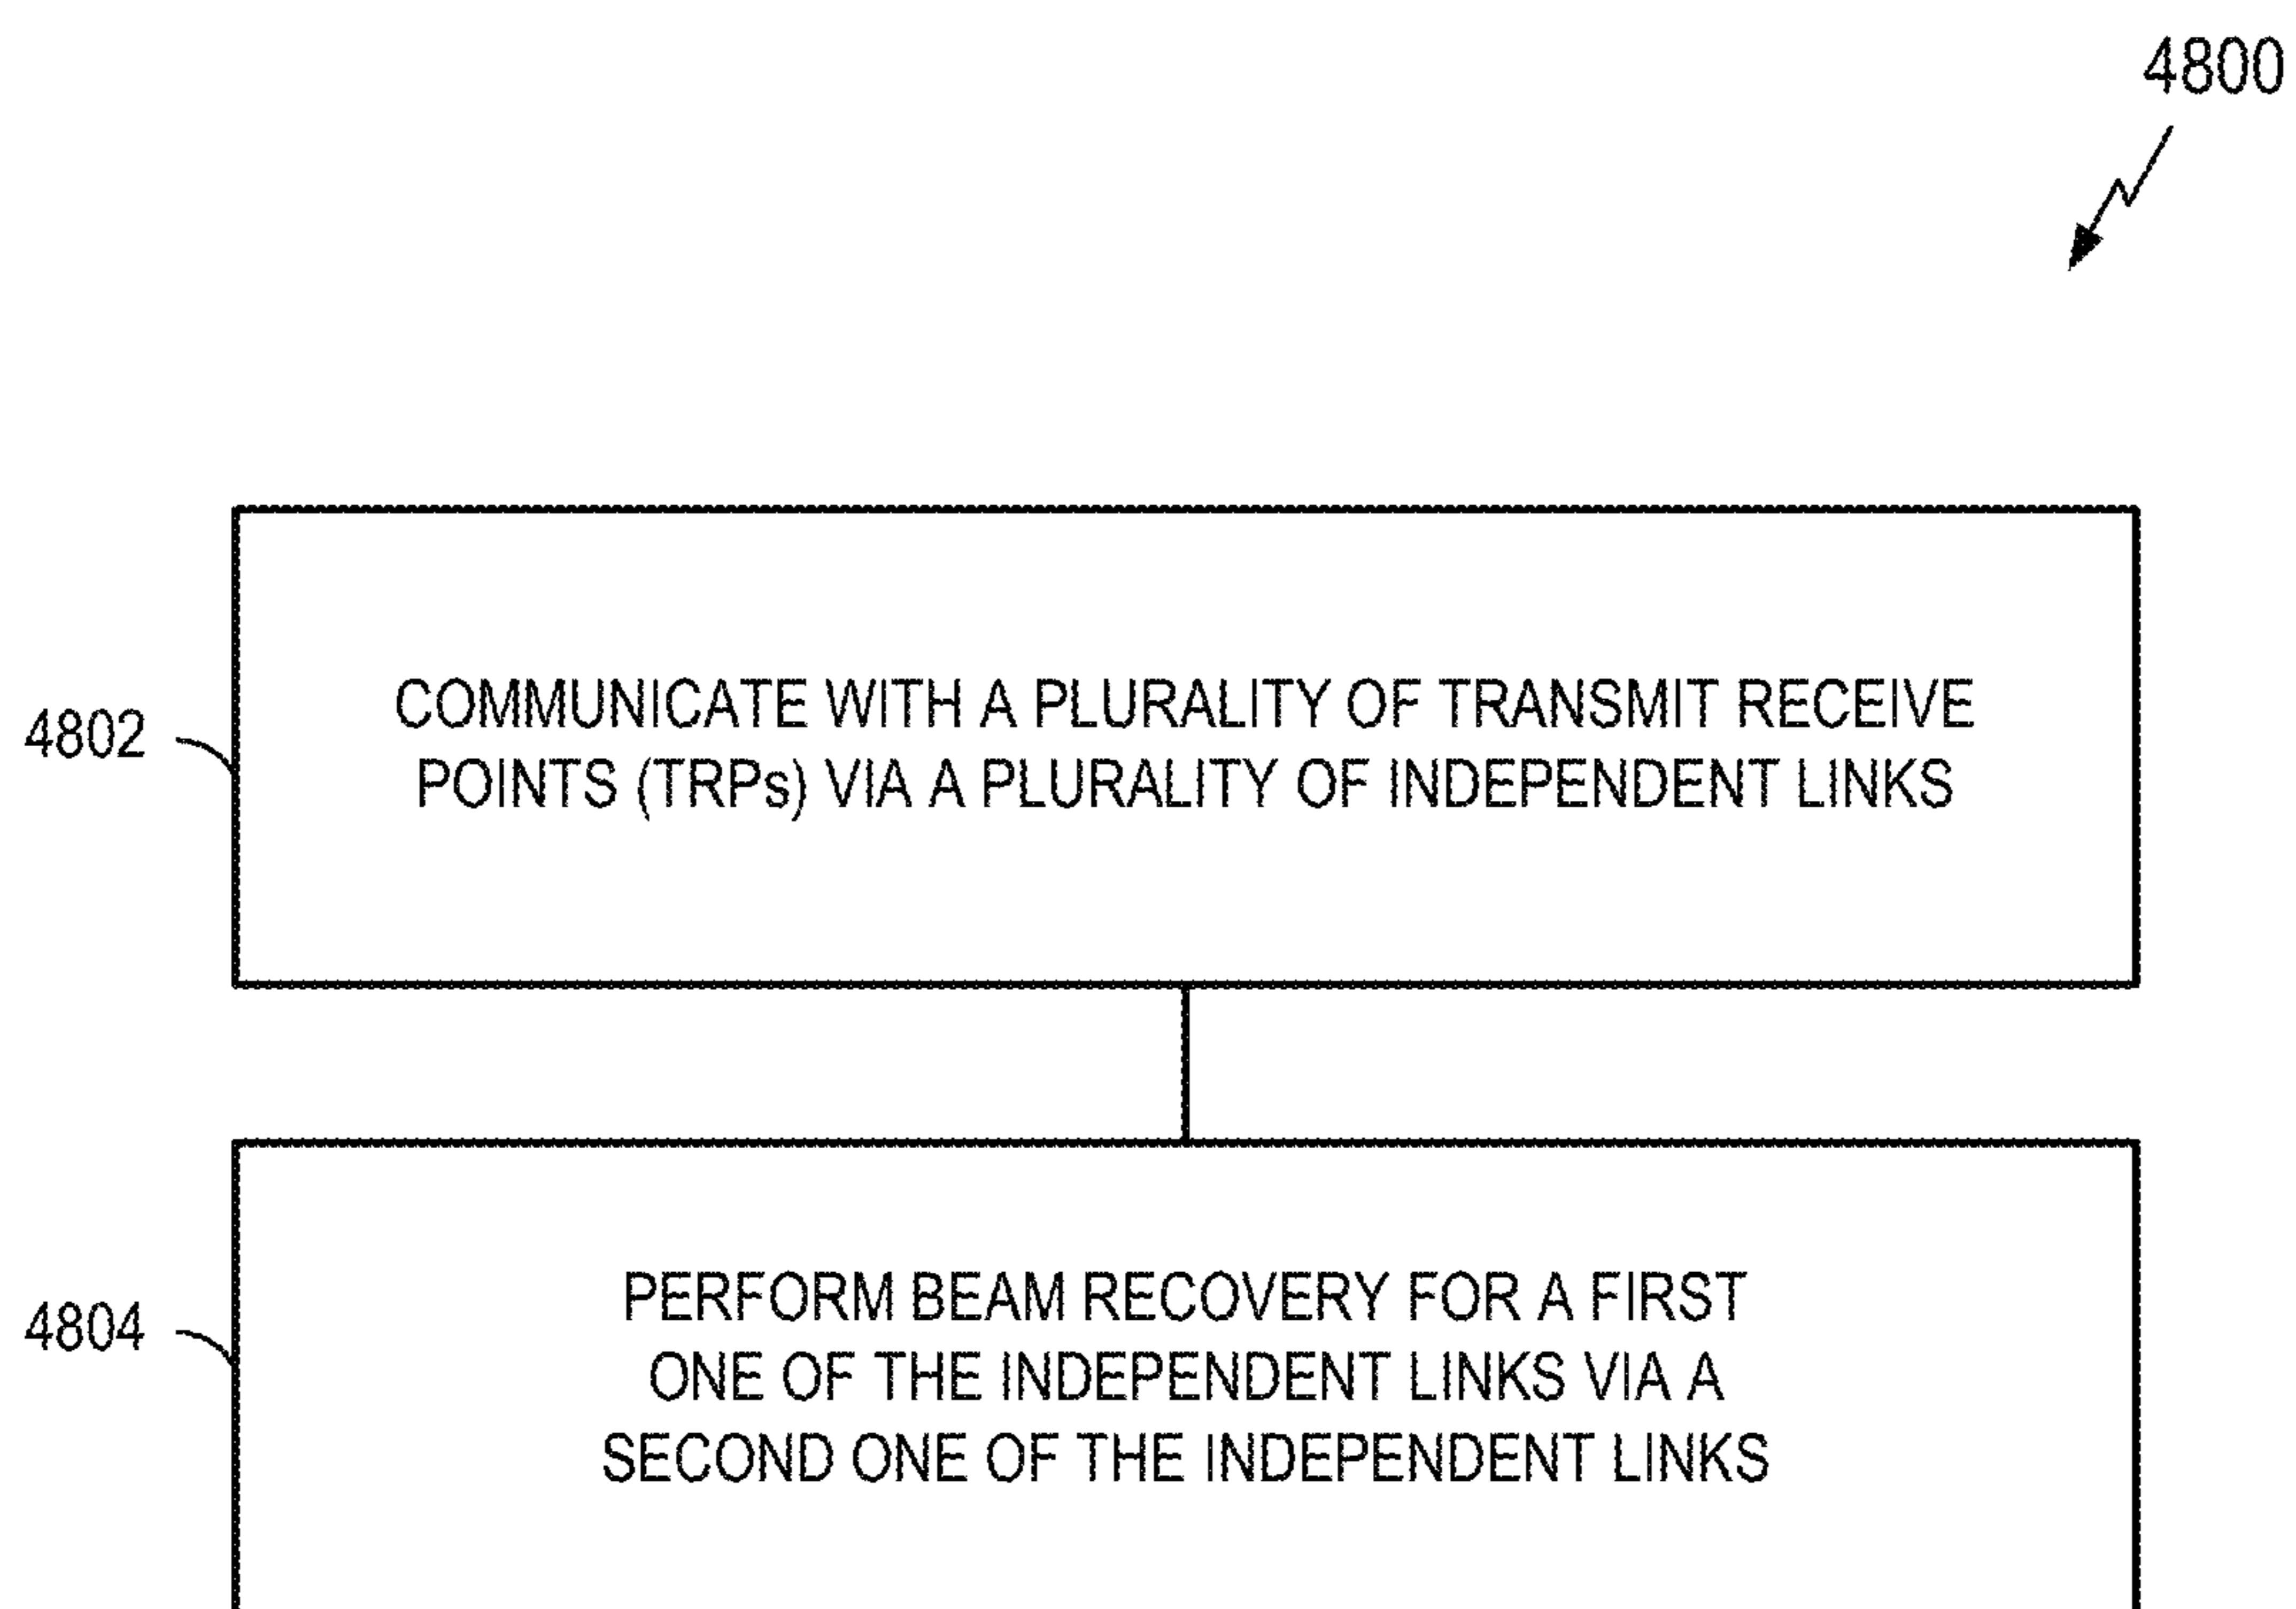 4800
4802
COMMUNICATE WITH A PLURALITY OF TRANSMIT RECEIVE
POINTS (TRPs) VIA A PLURALITY OF INDEPENDENT LINKS
4804
PERFORM BEAM RECOVERY FOR A FIRST
ONE OF THE INDEPENDENT LINKS VIA A
SECOND ONE OF THE INDEPENDENT LINKS